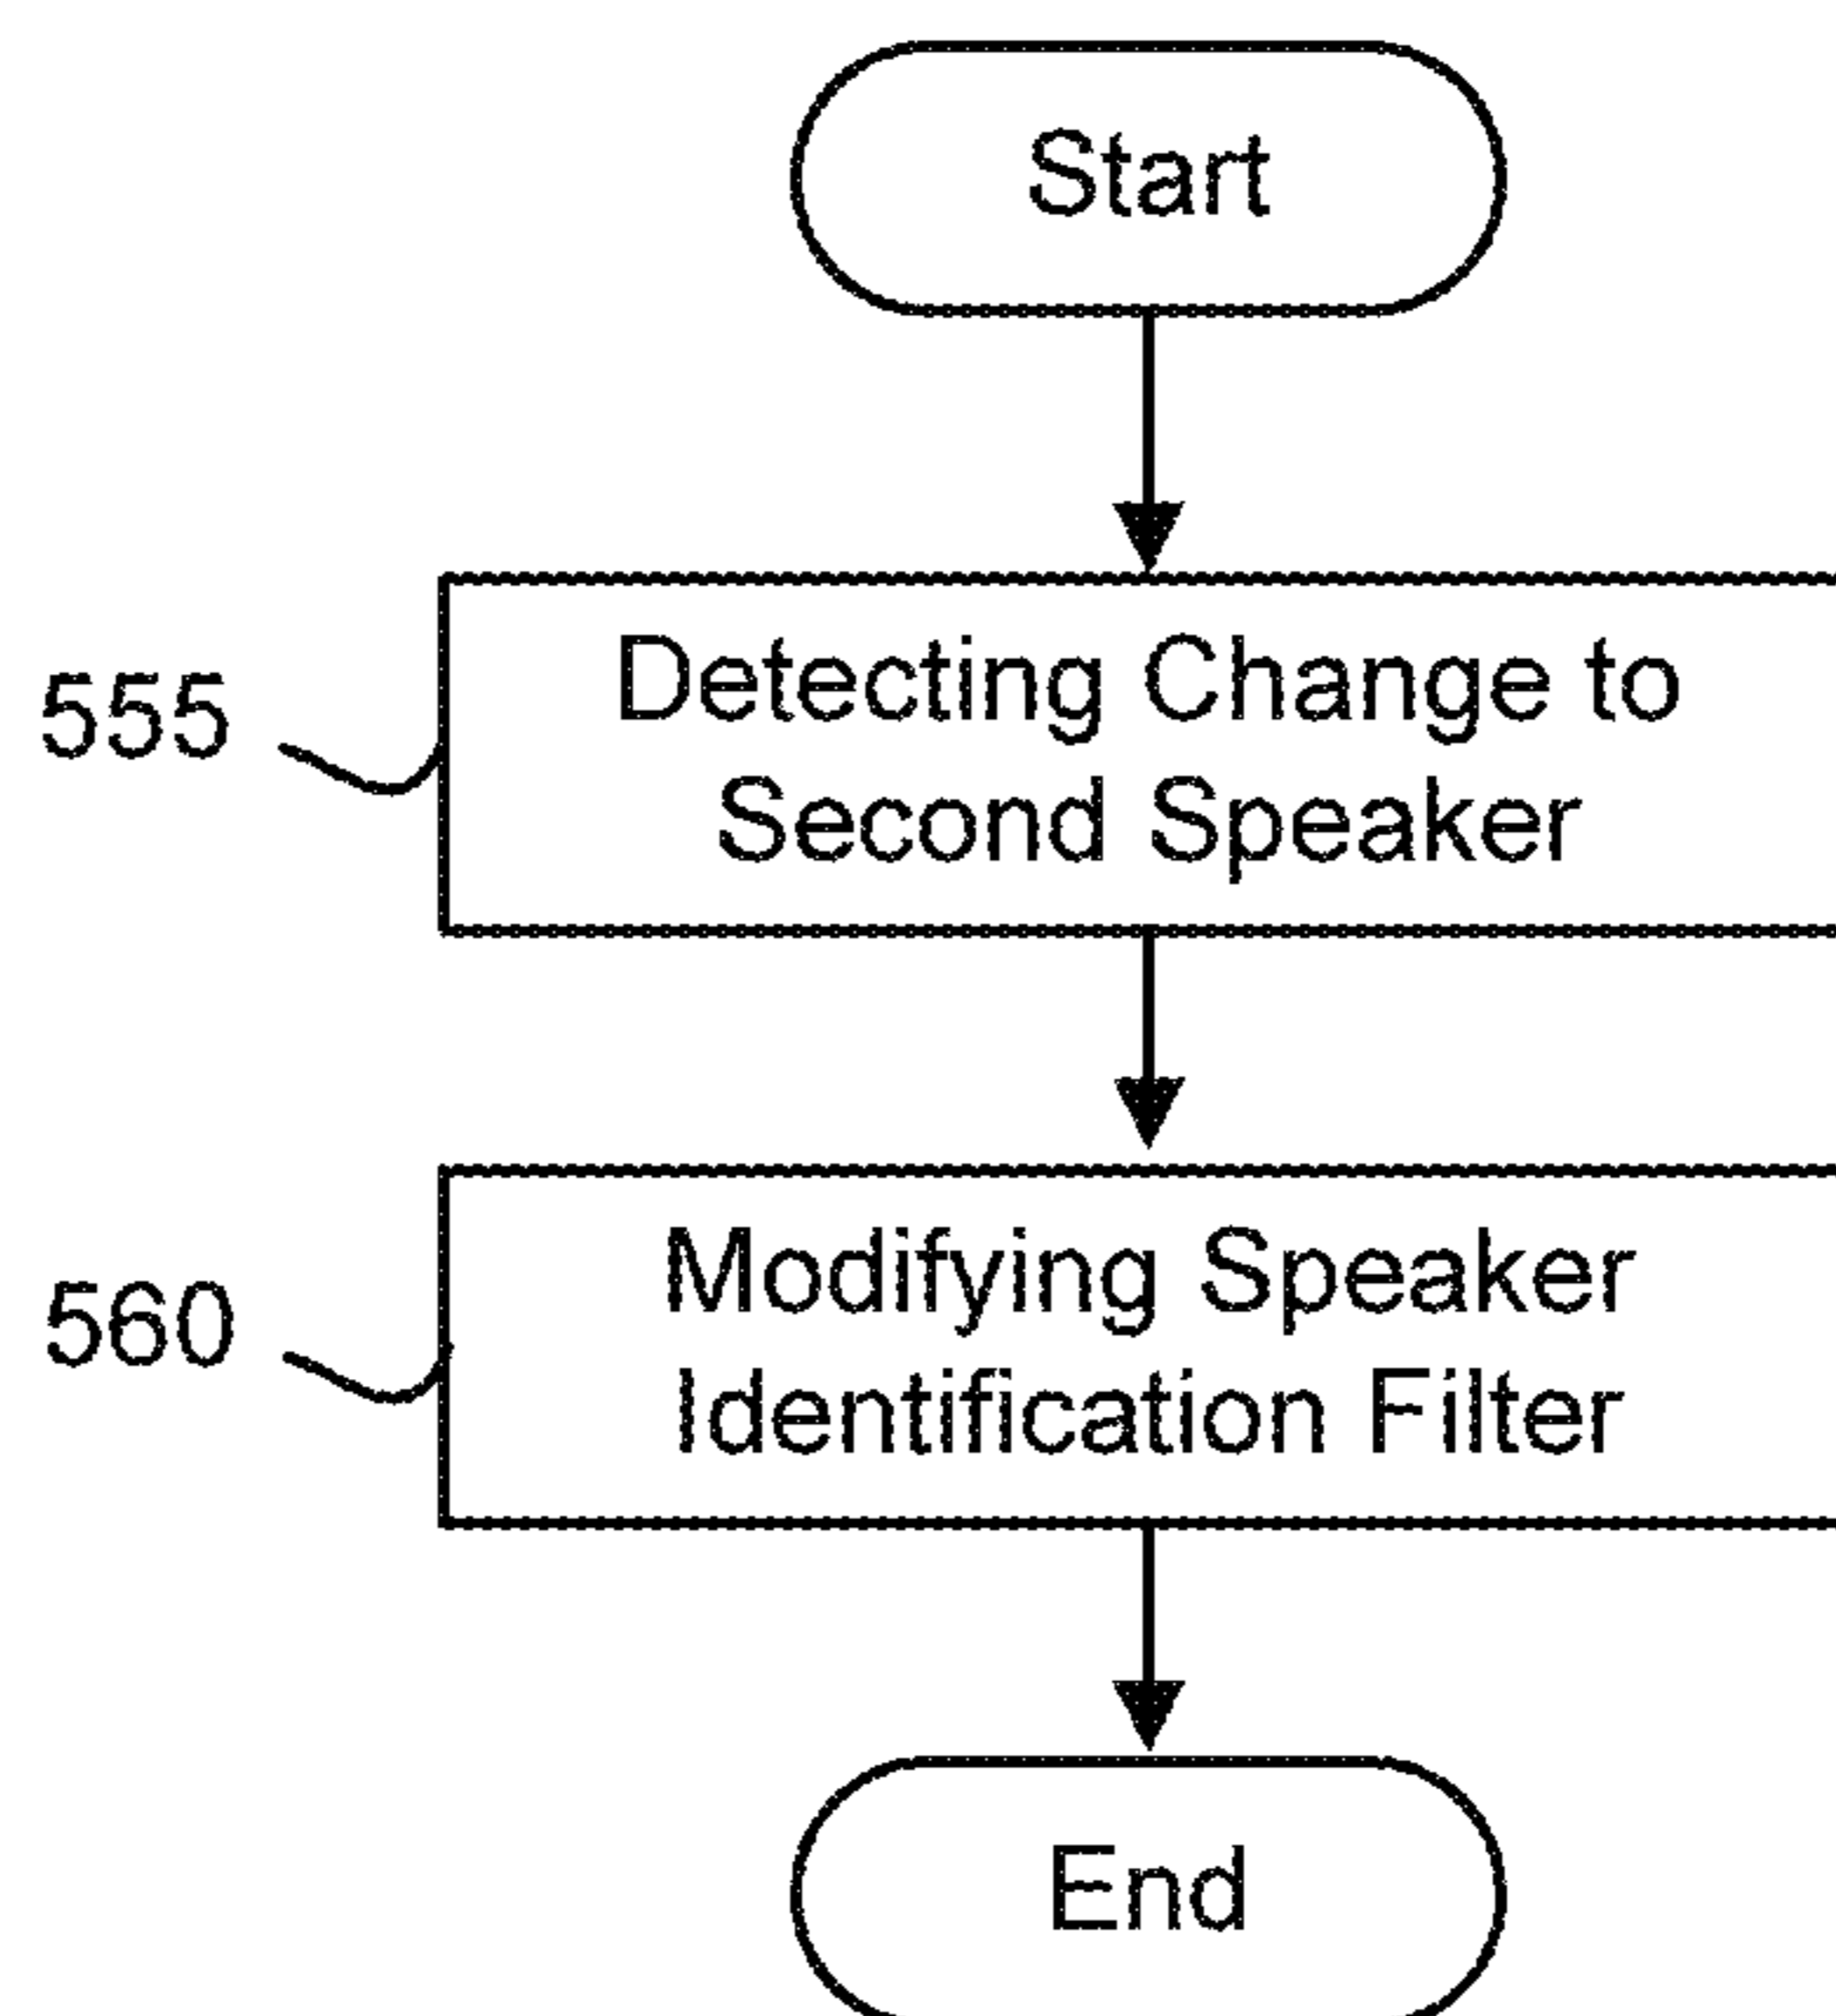 Start
555
Detecting Change to
Second Speaker
560
Modifying Speaker
Identification Filter
End